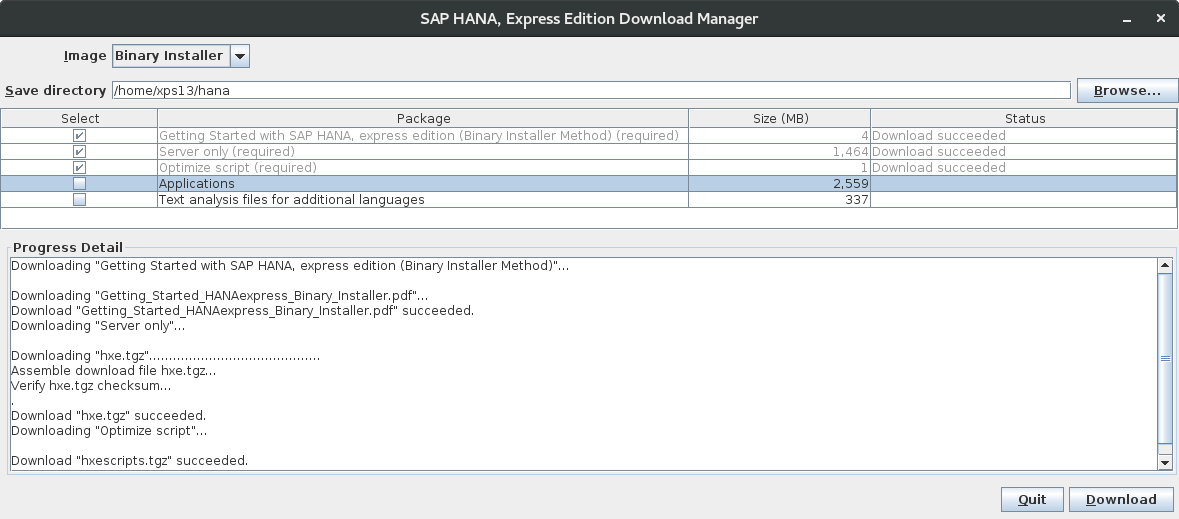 SAP HANA, Express Edition Download Manager
Image Binary Installer
Save directory /home/xps13/hana Browse...
Select Package Size (MB) Status
Getting Started with SAP HANA, express edition (Binary Installer Method) (required) 4 Download succeeded
Server only (required) 1,464 Download succeeded
Optimize script (required) 1 Download succeeded
Applications 2,559
Text analysis files for additional languages 337
Progress Detail
Downloading "Getting Started with SAP HANA, express edition (Binary Installer Method)"...
Downloading "Getting_Started_HANAexpress_Binary_Installer.pdf"...
Download "Getting_Started_HANAexpress_Binary_Installer.pdf" succeeded.
Downloading "Server only"...
Downloading "hxe.tgz"...........................................
Assemble download file hxe.tgz...
Verify hxe.tgz checksum...
.
Download "hxe.tgz" succeeded.
Downloading "Optimize script"...
Download "hxescripts.tgz" succeeded.
Quit Download